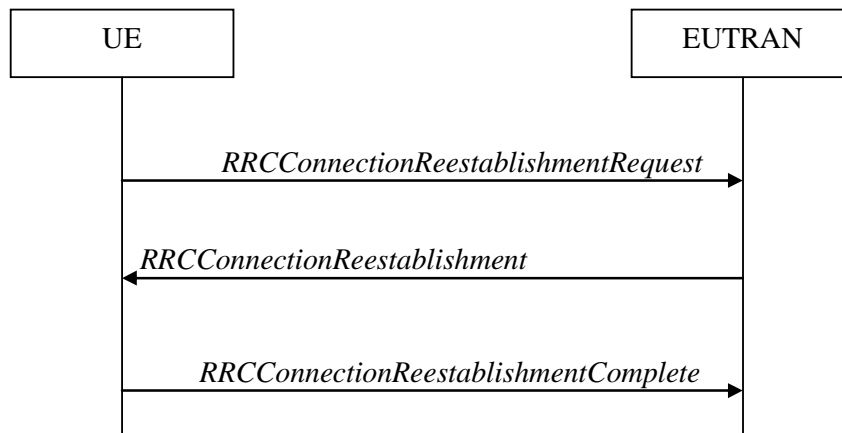 UE
EUTRAN
RRCConnectionReestablishmentRequest
RRCConnectionReestablishment
RRCConnectionReestablishmentComplete